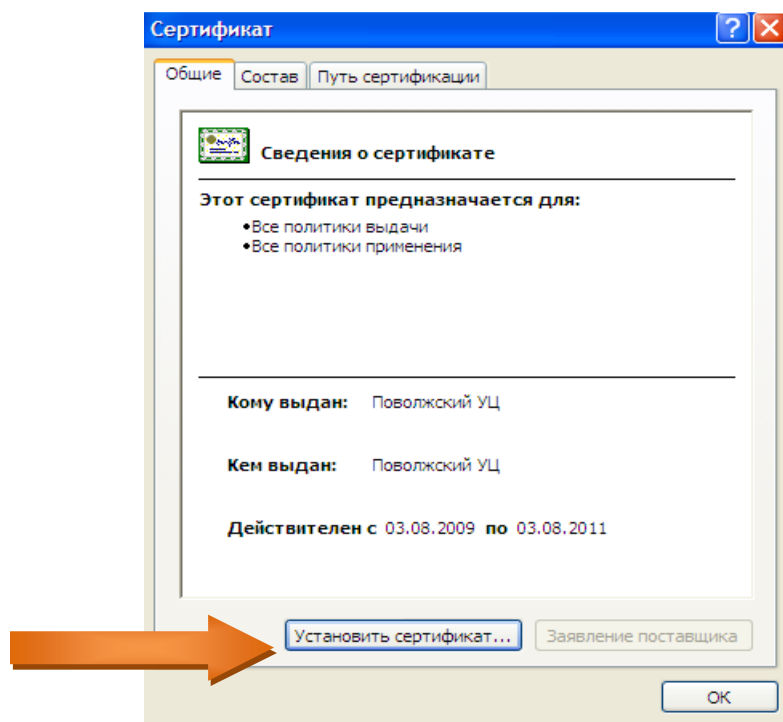 Сертификат
Общие Состав Путь сертификации
Сведения о сертификате
Этот сертификат предназначается для:
•Все политики выдачи
•Все политики применения
Кому выдан: Поволжский УЦ
Кем выдан: Поволжский УЦ
Действителен с 03.08.2009 по 03.08.2011
Установить сертификат... Заявление поставщика
ОК